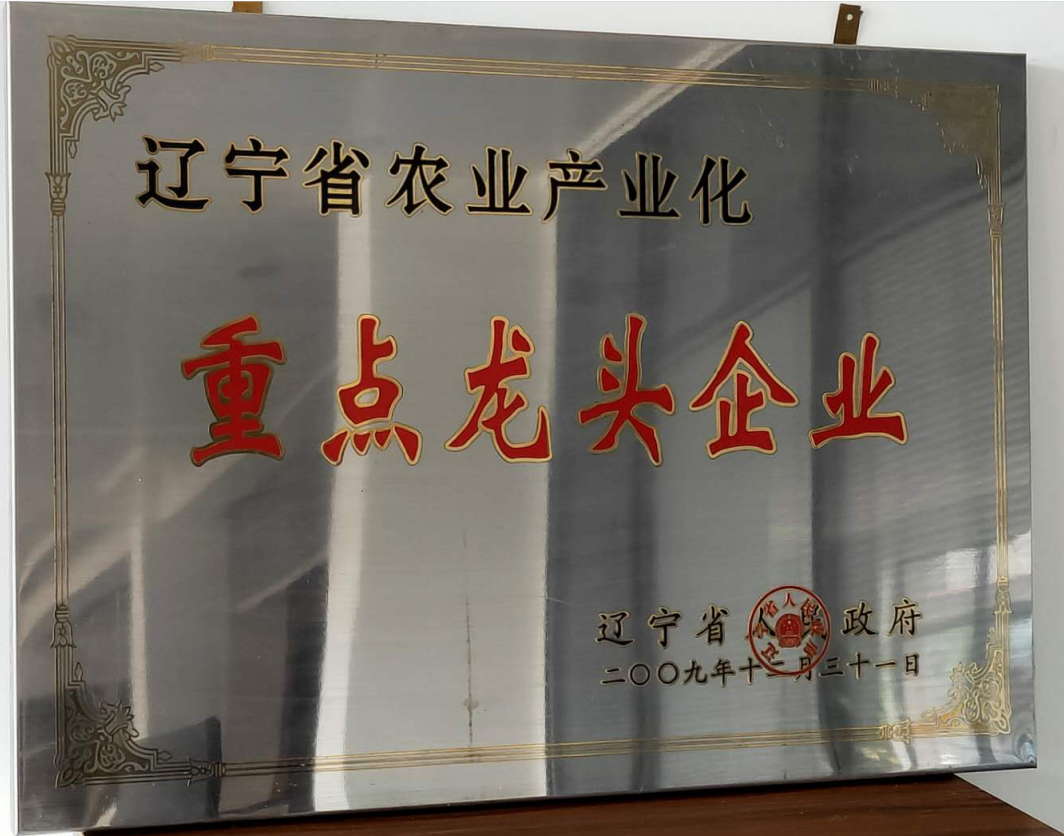 辽宁省农业产业化
重点龙头企业
辽宁省人民政府
二〇〇九年十二月三十一日